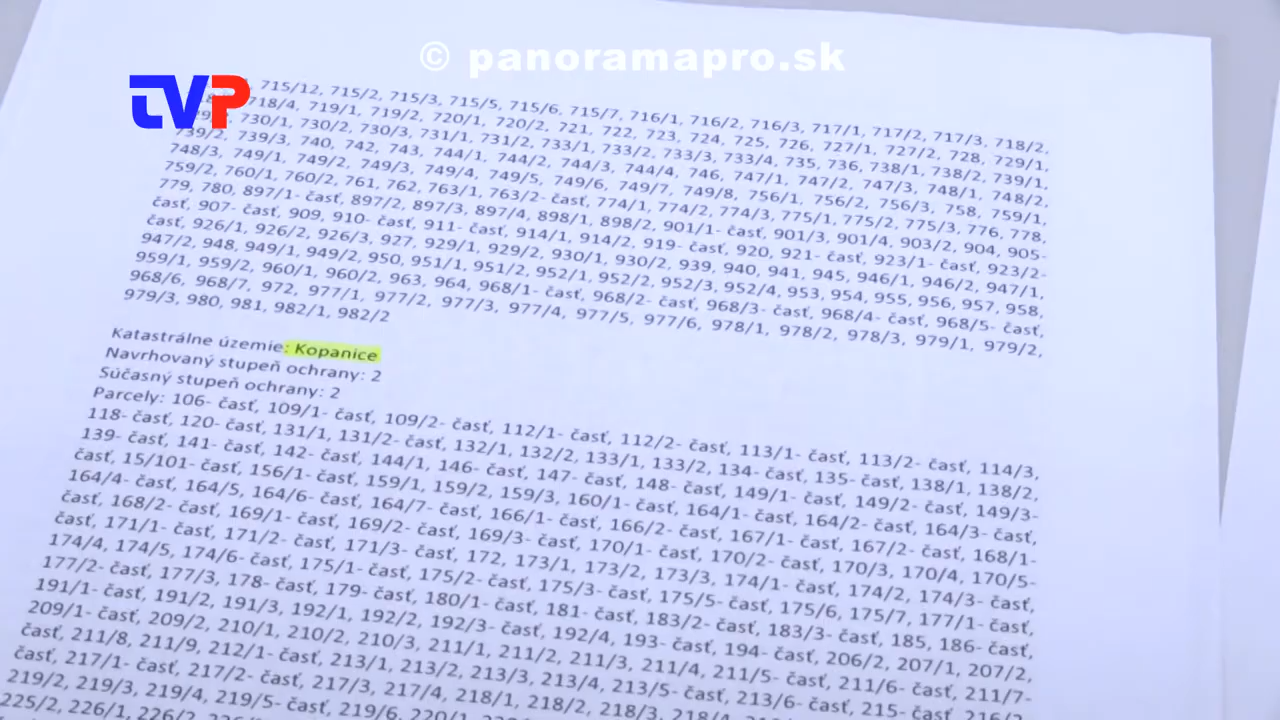 © panoramapro.sk
TVP
715/12, 715/2, 715/3, 715/5, 715/6, 715/7, 716/1, 716/2, 716/3, 717/1, 717/2, 717/3, 718/2,
718/4, 719/1, 719/2, 720/1, 720/2, 721, 722, 723, 724, 725, 726, 727/1, 727/2, 728, 729/1,
730/1, 730/2, 730/3, 731/1, 731/2, 733/1, 733/2, 733/3, 733/4, 735, 736, 738/1, 738/2, 739/1,
739/2, 739/3, 740, 742, 743, 744/1, 744/2, 744/3, 744/4, 746, 747/1, 747/2, 747/3, 748/1, 748/2,
748/3, 749/1, 749/2, 749/3, 749/4, 749/5, 749/6, 749/7, 749/8, 756/1, 756/2, 756/3, 758, 759/1,
759/2, 760/1, 760/2, 761, 762, 763/1, 763/2- časť, 774/1, 774/2, 774/3, 775/1, 775/2, 775/3, 776, 778,
779, 780, 897/1- časť, 897/2, 897/3, 897/4, 898/1, 898/2, 901/1- časť, 901/3, 901/4, 903/2, 904, 905-
časť, 907- časť, 909, 910- časť, 911- časť, 914/1, 914/2, 919- časť, 920, 921- časť, 923/1- časť, 923/2-
časť, 926/1, 926/2, 926/3, 927, 929/1, 929/2, 930/1, 930/2, 939, 940, 941, 945, 946/1, 946/2, 947/1,
947/2, 948, 949/1, 949/2, 950, 951/1, 951/2, 952/1, 952/2, 952/3, 952/4, 953, 954, 955, 956, 957, 958,
959/1, 959/2, 960/1, 960/2, 963, 964, 968/1- časť, 968/2- časť, 968/3- časť, 968/4- časť, 968/5- časť,
968/6, 968/7, 972, 977/1, 977/2, 977/3, 977/4, 977/5, 977/6, 978/1, 978/2, 978/3, 979/1, 979/2,
979/3, 980, 981, 982/1, 982/2
Katastrálne územie: Kopanice
Navrhovaný stupeň ochrany: 2
Súčasný stupeň ochrany: 2
Parcely: 106- časť, 109/1- časť, 109/2- časť, 112/1- časť, 112/2- časť, 113/1- časť, 113/2- časť, 114/3,
118- časť, 120- časť, 131/1, 131/2- časť, 132/1, 132/2, 133/1, 133/2, 134- časť, 135- časť, 138/1, 138/2,
139- časť, 141- časť, 142- časť, 144/1, 146- časť, 147- časť, 148- časť, 149/1- časť, 149/2- časť, 149/3-
časť, 15/101- časť, 156/1- časť, 159/1, 159/2, 159/3, 160/1- časť, 164/1- časť, 164/2- časť, 164/3- časť,
164/4- časť, 164/5, 164/6- časť, 164/7- časť, 166/1- časť, 166/2- časť, 167/1- časť, 167/2- časť, 168/1-
časť, 168/2- časť, 169/1- časť, 169/2- časť, 169/3- časť, 170/1- časť, 170/2- časť, 170/3, 170/4, 170/5-
časť, 171/1- časť, 171/2- časť, 171/3- časť, 172, 173/1, 173/2, 173/3, 174/1- časť, 174/2, 174/3- časť,
174/4, 174/5, 174/6- časť, 175/1- časť, 175/2- časť, 175/3- časť, 175/5- časť, 175/6, 175/7, 177/1- časť,
177/2- časť, 177/3, 178- časť, 179- časť, 180/1- časť, 181- časť, 183/2- časť, 183/3- časť, 185, 186- časť,
191/1- časť, 191/2, 191/3, 192/1, 192/2, 192/3- časť, 192/4, 193- časť, 194- časť, 206/2, 207/1, 207/2,
209/1- časť, 209/2, 210/1, 210/2, 210/3, 211/1, 211/2, 211/3, 211/4, 211/5- časť, 211/6- časť, 211/7-
časť, 211/8, 211/9, 212/1- časť, 213/1, 213/2, 213/3, 213/4, 213/5- časť, 213/6- časť, 215- časť, 216/2
časť, 217/1- časť, 217/2- časť, 217/3, 217/4, 218/1, 218/2, 218/3, 218/4,
219/2, 219/3, 219/4, 219/5- časť, 219/6, 220/1,
225/2, 226/1, 226/2,